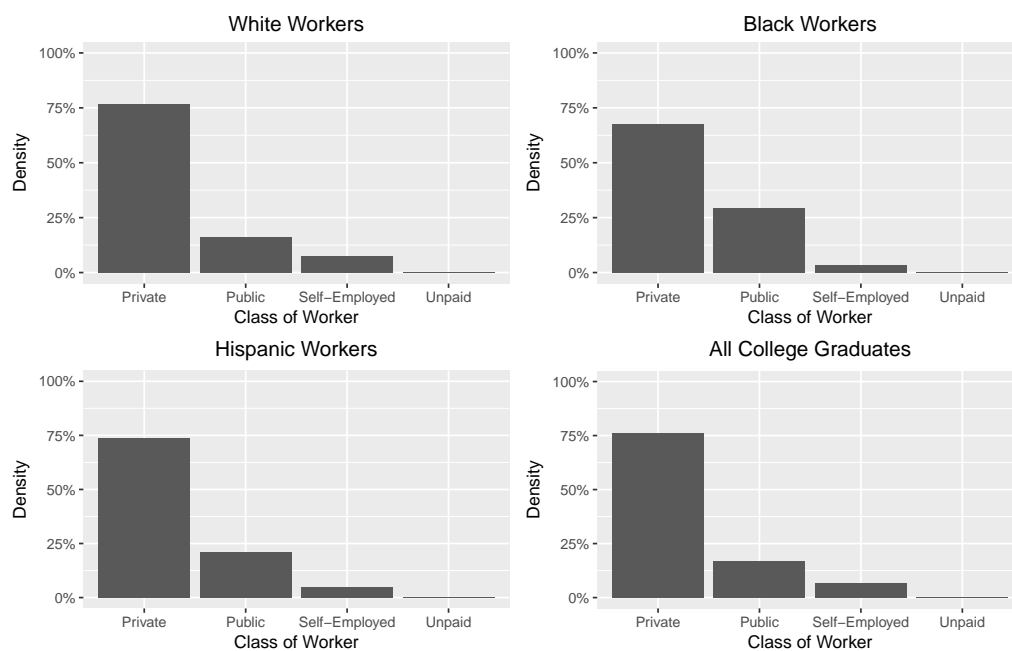 White Workers
100%
75%
50%
25%
0%
Density
Private Public Self−Employed Unpaid
Class of Worker
Black Workers
100%
75%
50%
25%
0%
Density
Private Public Self−Employed Unpaid
Class of Worker
Hispanic Workers
100%
75%
50%
25%
0%
Density
Private Public Self−Employed Unpaid
Class of Worker
All College Graduates
100%
75%
50%
25%
0%
Density
Private Public Self−Employed Unpaid
Class of Worker